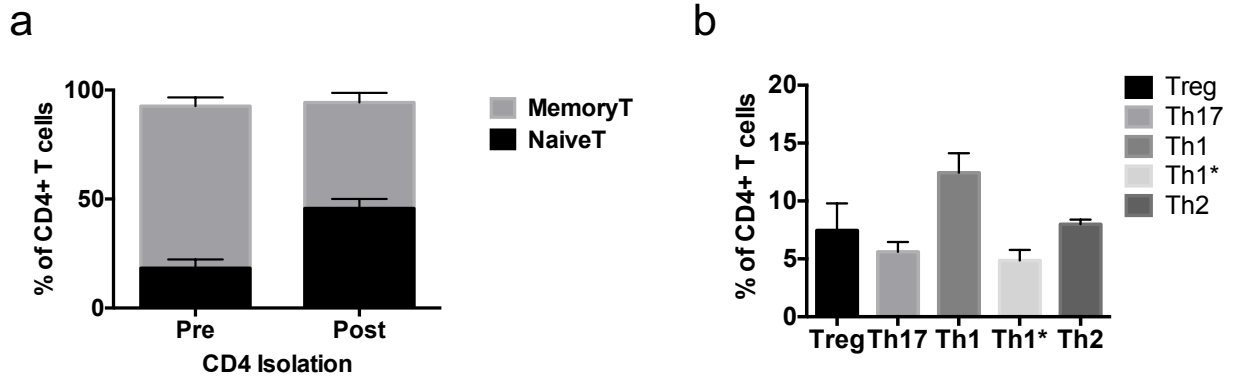 a
% of CD4+ T cells
100
50
0
Pre Post
CD4 Isolation
MemoryT
NaiveT
b
% of CD4+ T cells
20
15
10
5
0
Treg Th17 Th1 Th1* Th2
Treg
Th17
Th1
Th1*
Th2